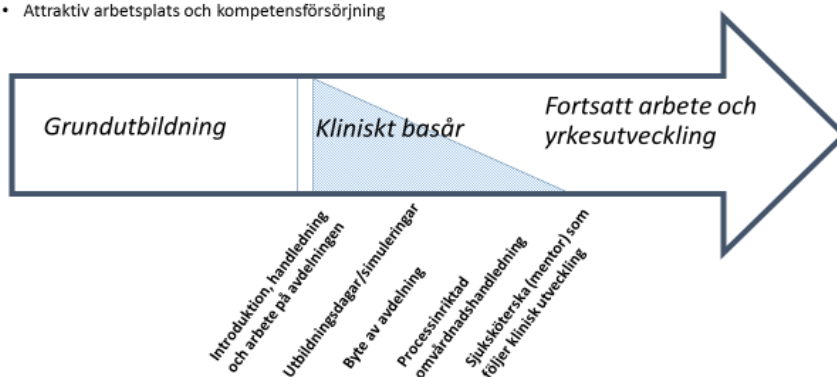 • Attraktiv arbetsplats och kompetensförsörjning
Grundutbildning
Kliniskt basår
Fortsatt arbete och
yrkesutveckling
Introduktion, handledning
och arbete på avdelningen
Utbildningsdagar/simuleringar
Byte av avdelning
Processinriktad
omvårdnadshandledning
Sjuksköterska (mentor) som
följer klinisk utveckling